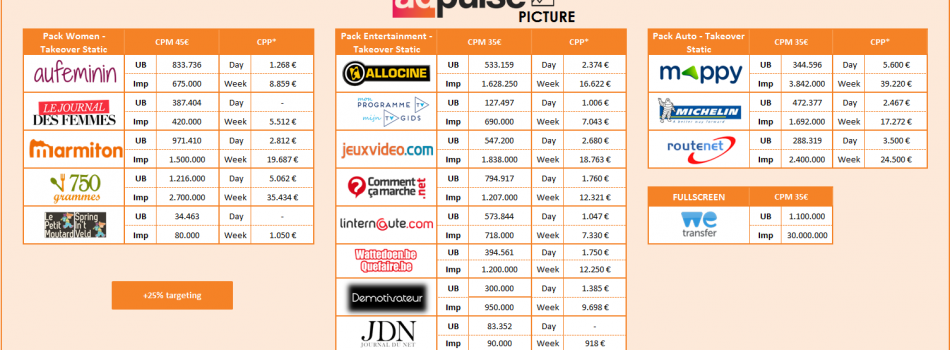 adpulse
PICTURE
Pack Women - Takeover Static CPM 45€ CPP*
aufeminin UB 833.736 Day 1.268 €
Imp 675.000 Week 8.859 €
LE JOURNAL DES FEMMES UB 387.404 Day -
Imp 420.000 Week 5.512 €
marmiton UB 971.410 Day 2.812 €
Imp 1.500.000 Week 19.687 €
750 grammes UB 1.216.000 Day 5.062 €
Imp 2.700.000 Week 35.434 €
Le Petit Moutard Spring In't Veld UB 34.463 Day -
Imp 80.000 Week 1.050 €
±25% targeting
Pack Entertainment - Takeover Static CPM 35€ CPP*
ALLOCINE UB 533.159 Day 2.374 €
Imp 1.628.250 Week 16.622 €
mon PROGRAMME TV mijn TV GIDS UB 127.497 Day 1.006 €
Imp 690.000 Week 7.043 €
jeuxvideo.com UB 547.200 Day 2.680 €
Imp 1.838.000 Week 18.763 €
Comment ça marche.net UB 794.917 Day 1.760 €
Imp 1.207.000 Week 12.321 €
lintern@ute.com UB 573.844 Day 1.047 €
Imp 718.000 Week 7.330 €
Wattedoen.be Quefaire.be UB 394.561 Day 1.750 €
Imp 1.200.000 Week 12.250 €
Demotivateur UB 300.000 Day 1.385 €
Imp 950.000 Week 9.698 €
JDN JOURNAL DU NET UB 83.352 Day -
Imp 90.000 Week 918 €
Pack Auto - Takeover Static CPM 35€ CPP*
mappy UB 344.596 Day 5.600 €
Imp 3.842.000 Week 39.220 €
MICHELIN UB 472.377 Day 2.467 €
Imp 1.692.000 Week 17.272 €
routenet UB 288.319 Day 3.500 €
Imp 2.400.000 Week 24.500 €
FULLSCREEN CPM 35€
we transfer UB 1.100.000
Imp 30.000.000